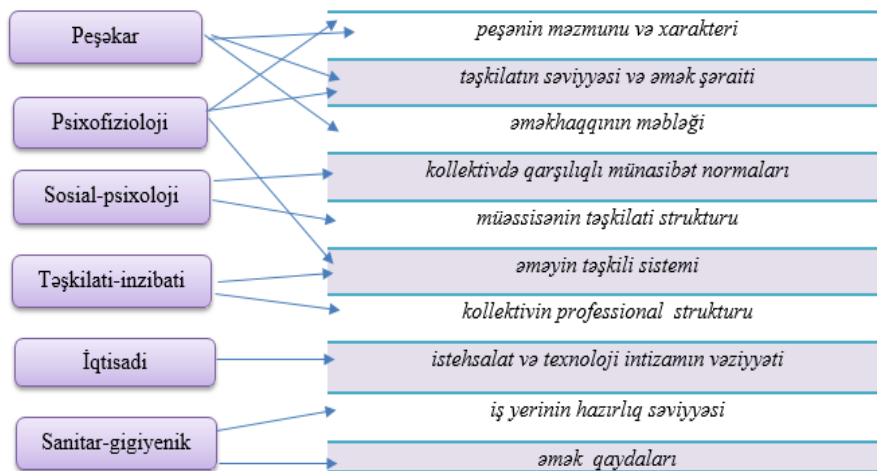 Peşəkar
Psixofizioloji
Sosial-psixoloji
Təşkilati-inzibati
İqtisadi
Sanitar-gigiyenik
peşənin məzmunu və xarakteri
təşkilatın səviyyəsi və əmək şəraiti
əməkhaqqının məbləği
kollektivdə qarşılıqlı münasibət normaları
müəssisənin təşkilati strukturu
əməyin təşkili sistemi
kollektivin professional strukturu
istehsalat və texnoloji intizamın vəziyyəti
iş yerinin hazırlıq səviyyəsi
əmək qaydaları